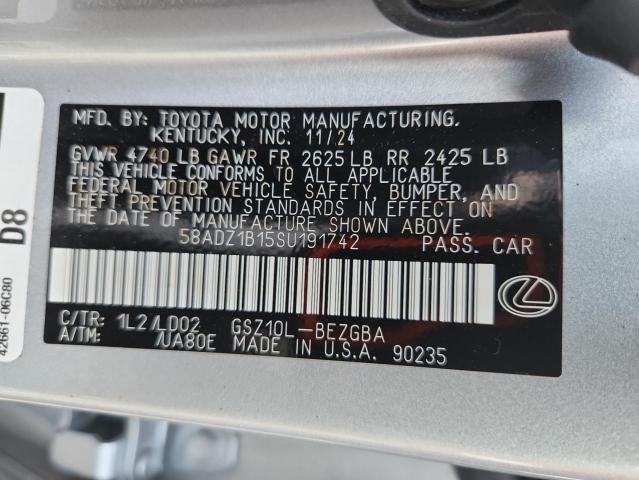 MFD. BY: TOYOTA MOTOR MANUFACTURING.
KENTUCKY, INC. 11/24
GVWR 4740 LB GAWR FR 2625 LB RR 2425 LB
THIS VEHICLE CONFORMS TO ALL APPLICABLE
FEDERAL MOTOR VEHICLE SAFETY, BUMPER, AND
THEFT PREVENTION STANDARDS IN EFFECT ON
THE DATE OF MANUFACTURE SHOWN ABOVE.
58ADZ1B15SU191742 PASS. CAR
C/TR: 1L2/LD02 GSZ10L-BEZGBA
A/TM: /UA80E MADE IN U.S.A. 90235
D8
42661-06C80